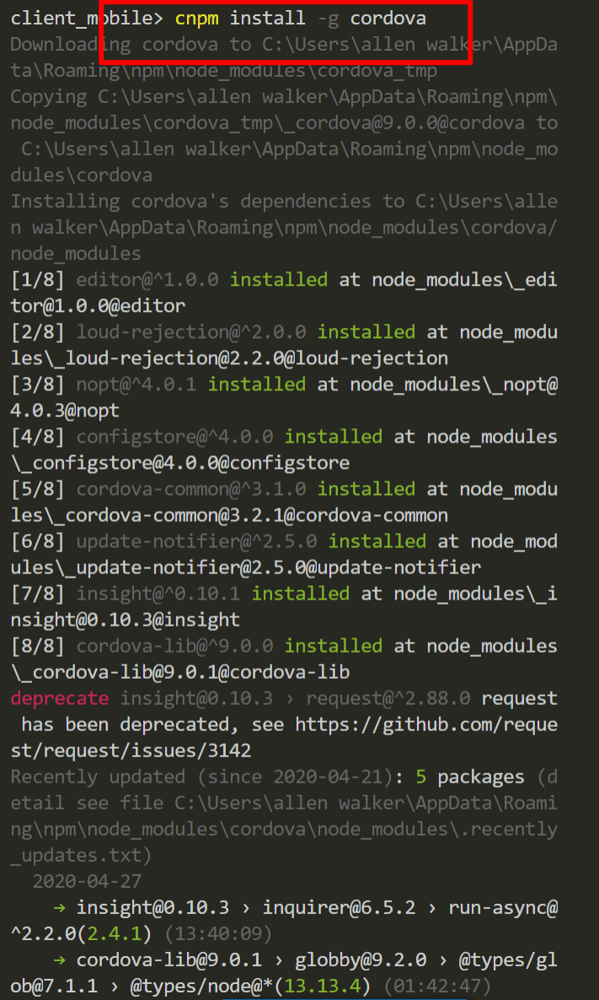 client_mobile> cnpm install -g cordova
Downloading cordova to C:\Users\allen walker\AppDa
ta\Roaming\npm\node_modules\cordova_tmp
Copying C:\Users\allen walker\AppData\Roaming\npm\
node_modules\cordova_tmp\_cordova@9.0.0@cordova to
 C:\Users\allen walker\AppData\Roaming\npm\node_mo
dules\cordova
Installing cordova's dependencies to C:\Users\alle
n walker\AppData\Roaming\npm\node_modules\cordova/
node_modules
[1/8] editor@^1.0.0 installed at node_modules\_edi
tor@1.0.0@editor
[2/8] loud-rejection@^2.0.0 installed at node_modu
les\_loud-rejection@2.2.0@loud-rejection
[3/8] nopt@^4.0.1 installed at node_modules\_nopt@
4.0.3@nopt
[4/8] configstore@^4.0.0 installed at node_modules
\_configstore@4.0.0@configstore
[5/8] cordova-common@^3.1.0 installed at node_modu
les\_cordova-common@3.2.1@cordova-common
[6/8] update-notifier@^2.5.0 installed at node_mod
ules\_update-notifier@2.5.0@update-notifier
[7/8] insight@^0.10.1 installed at node_modules\_i
nsight@0.10.3@insight
[8/8] cordova-lib@^9.0.0 installed at node_modules
\_cordova-lib@9.0.1@cordova-lib
deprecate insight@0.10.3 › request@^2.88.0 request
 has been deprecated, see https://github.com/reque
st/request/issues/3142
Recently updated (since 2020-04-21): 5 packages (d
etail see file C:\Users\allen walker\AppData\Roami
ng\npm\node_modules\cordova\node_modules\.recently
_updates.txt)
  2020-04-27
    → insight@0.10.3 › inquirer@6.5.2 › run-async@
^2.2.0(2.4.1) (13:40:09)
    → cordova-lib@9.0.1 › globby@9.2.0 › @types/gl
ob@7.1.1 › @types/node@*(13.13.4) (01:42:47)